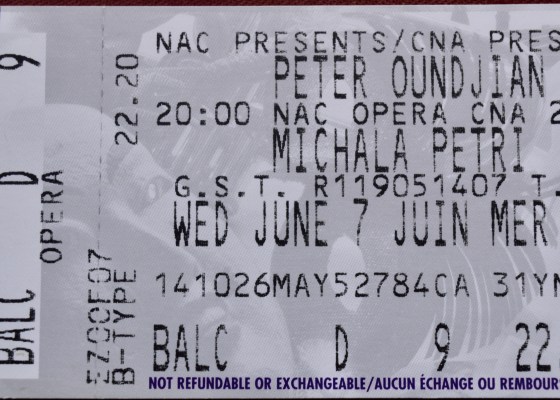 NAC PRESENTS/CNA PRES
PETER OUNDJIAN
20:00 NAC OPERA CNA 2
MICHALA PETRI
G.S.T. R119051407 T.
WED JUNE 7 JUIN MER
141026MAY52784CA 31YM
BALC D 9 22
NOT REFUNDABLE OR EXCHANGEABLE/AUCUN ÉCHANGE OU REMBOUR
BALC D 9
OPERA
22.20
EZOOF07
B-TYPE